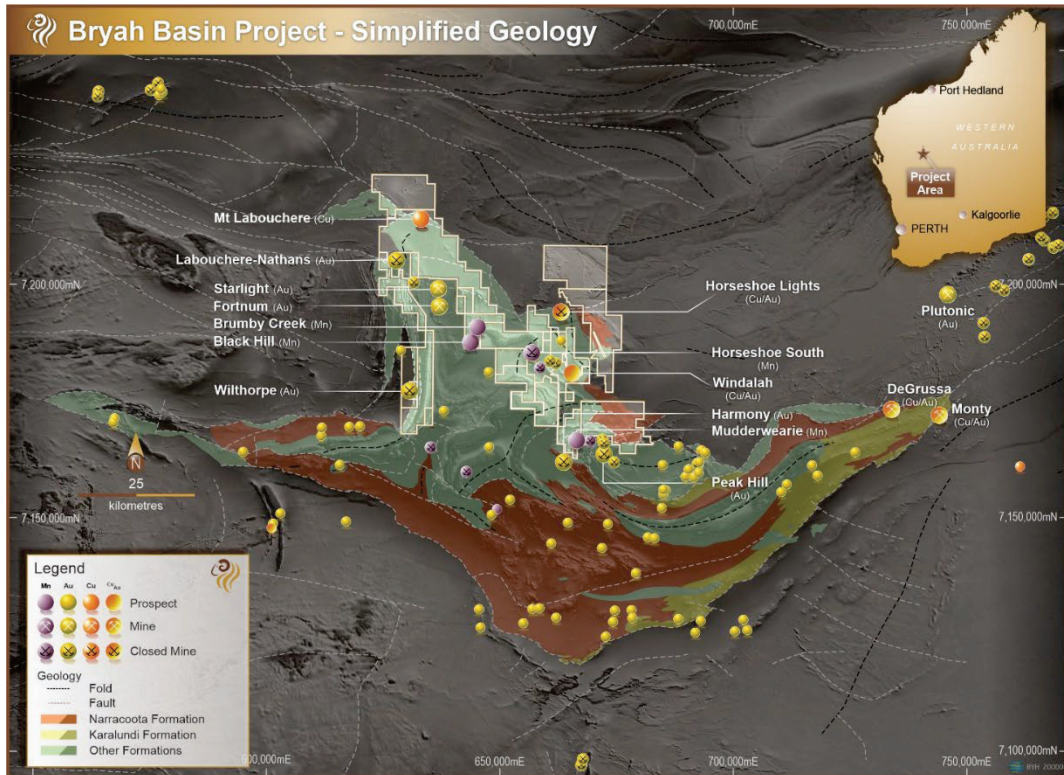 Bryah Basin Project - Simplified Geology
700,000mE
750,000mE
Port Hedland
WESTERN
AUSTRALIA
Project
Area
Kalgoorlie
PERTH
Mt Labouchere (Cu)
Labouchere-Nathans (Au)
7,200,000mN
Starlight (Au)
Fortnum (Au)
Brumby Creek (Mn)
Black Hill (Mn)
Wilthorpe (Au)
Horseshoe Lights
(Cu/Au)
Horseshoe South
(Mn)
Windalah
(Cu/Au)
Harmony (Au)
Mudderwearie (Mn)
Peak Hill
(Au)
Plutonic
(Au)
7,200,000mN
DeGrussa
(Cu/Au)
Monty
(Cu/Au)
N
25
kilometres
7,150,000mN
7,150,000mN
Legend
Mn Au Cu Cu/Au
Prospect
Mine
Closed Mine
Geology
Fold
Fault
Narracoota Formation
Karalundi Formation
Other Formations
600,000mE
650,000mE
700,000mE
750,000mE
7,100,000mN